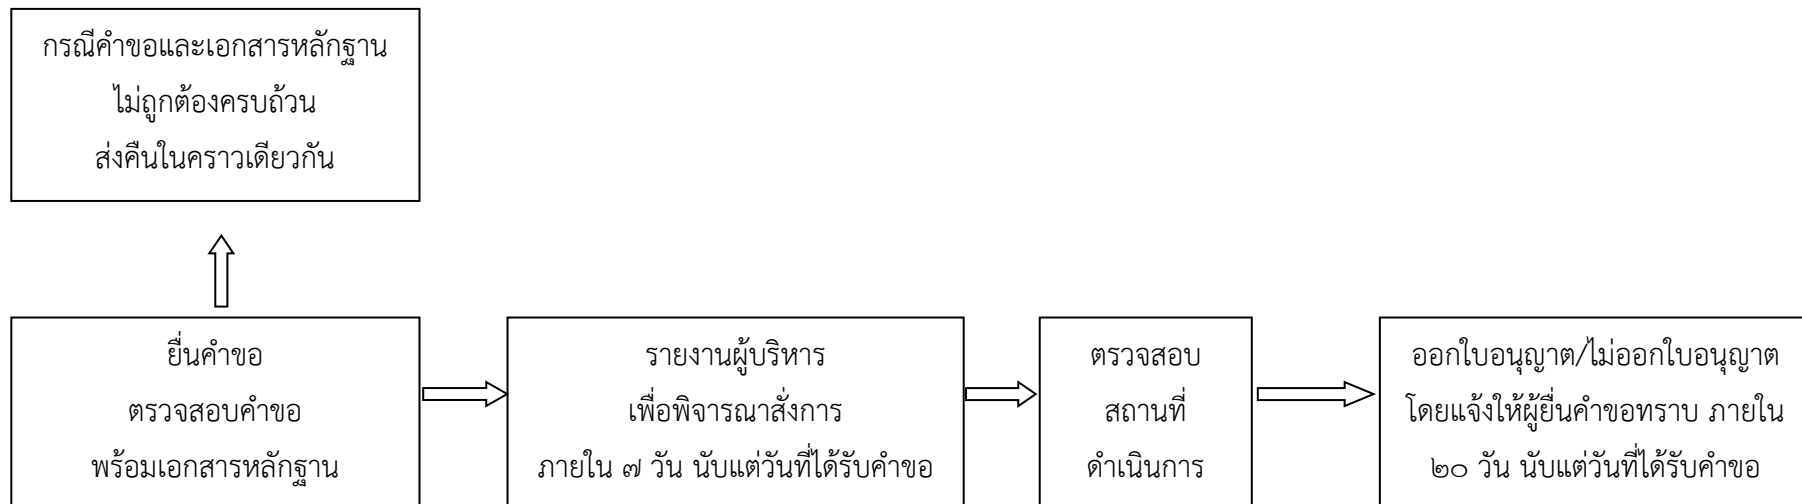 กรณีคำขอและเอกสารหลักฐาน
ไม่ถูกต้องครบถ้วน
ส่งคืนในคราวเดียวกัน
ยื่นคำขอ
ตรวจสอบคำขอ
พร้อมเอกสารหลักฐาน
รายงานผู้บริหาร
เพื่อพิจารณาสั่งการ
ภายใน ๗ วัน นับแต่วันที่ได้รับคำขอ
ตรวจสอบ
สถานที่
ดำเนินการ
ออกใบอนุญาต/ไม่ออกใบอนุญาต
โดยแจ้งให้ผู้ยื่นคำขอทราบ ภายใน
๒๐ วัน นับแต่วันที่ได้รับคำขอ